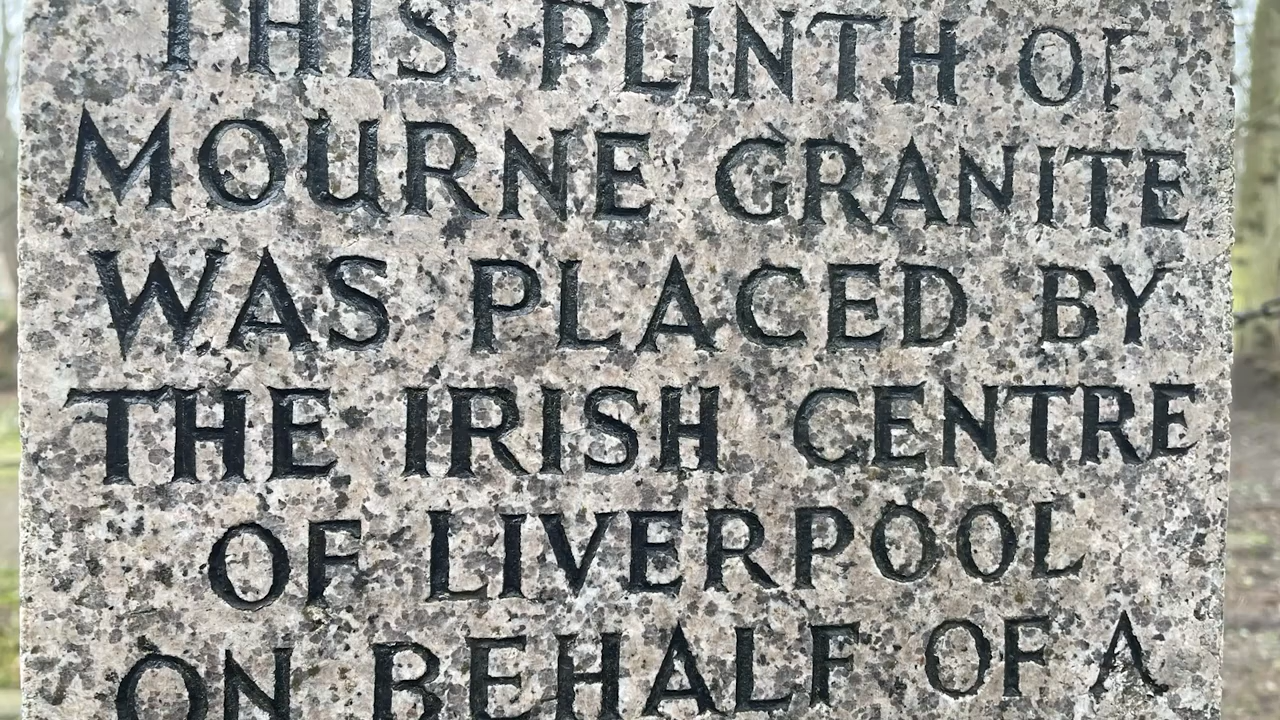 THIS PLINTH OF
MOURNE GRANITE
WAS PLACED BY
THE IRISH CENTRE
OF LIVERPOOL
ON BEHALF OF A